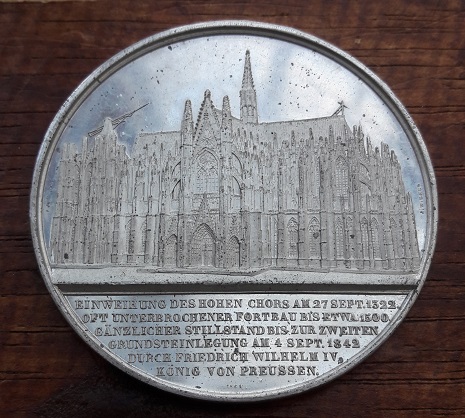 EINWEIHUNG DES HOHEN CHORS AM 27 SEPT. 1322.
OFT UNTERBROCHENER FORTBAU BIS ETWA 1500,
GÄNZLICHER STILLSTAND BIS ZUR ZWEITEN
GRUNDSTEINLEGUNG AM 4 SEPT. 1842
DURCH FRIEDRICH WILHELM IV,
KÖNIG VON PREUSSEN.